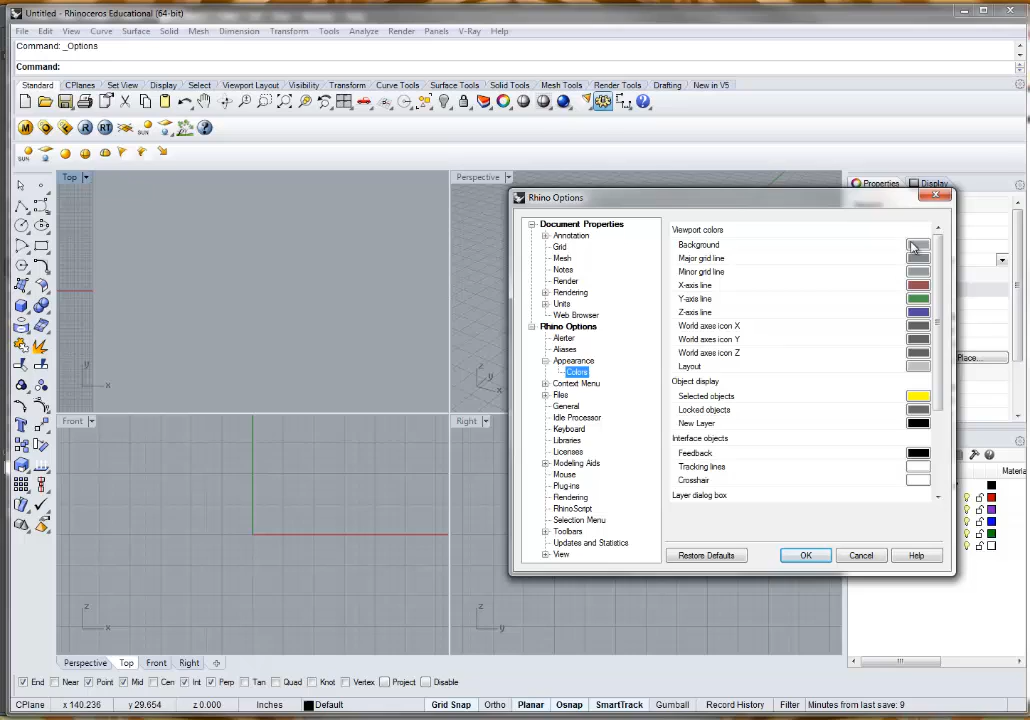 Untitled - Rhinoceros Educational (64-bit)
File Edit View Curve Surface Solid Mesh Dimension Transform Tools Analyze Render Panels V-Ray Help
Command: _Options
Command:
Standard CPlanes Set View Display Select Viewport Layout Visibility Transform Curve Tools Surface Tools Solid Tools Mesh Tools Render Tools Drafting New in V5
M R RT
SUN
SUN
Top
Perspective
Properties Display
Rhino Options
Document Properties
Annotation
Grid
Mesh
Notes
Render
Rendering
Units
Web Browser
Rhino Options
Alerter
Aliases
Appearance
Colors
Context Menu
Files
General
Idle Processor
Keyboard
Libraries
Licenses
Modeling Aids
Mouse
Plug-ins
Rendering
RhinoScript
Selection Menu
Toolbars
Updates and Statistics
View
Viewport colors
Background
Major grid line
Minor grid line
X-axis line
Y-axis line
Z-axis line
World axes icon X
World axes icon Y
World axes icon Z
Layout
Object display
Selected objects
Locked objects
New Layer
Interface objects
Feedback
Tracking lines
Crosshair
Layer dialog box
Restore Defaults OK Cancel Help
Place...
Materia
y
x
z
y
x
Front
Right
z
x
z
y
Perspective Top Front Right
End Near Point Mid Cen Int Perp Tan Quad Knot Vertex Project Disable
CPlane x 140.236 y 29.654 z 0.000 Inches Default Grid Snap Ortho Planar Osnap SmartTrack Gumball Record History Filter Minutes from last save: 9